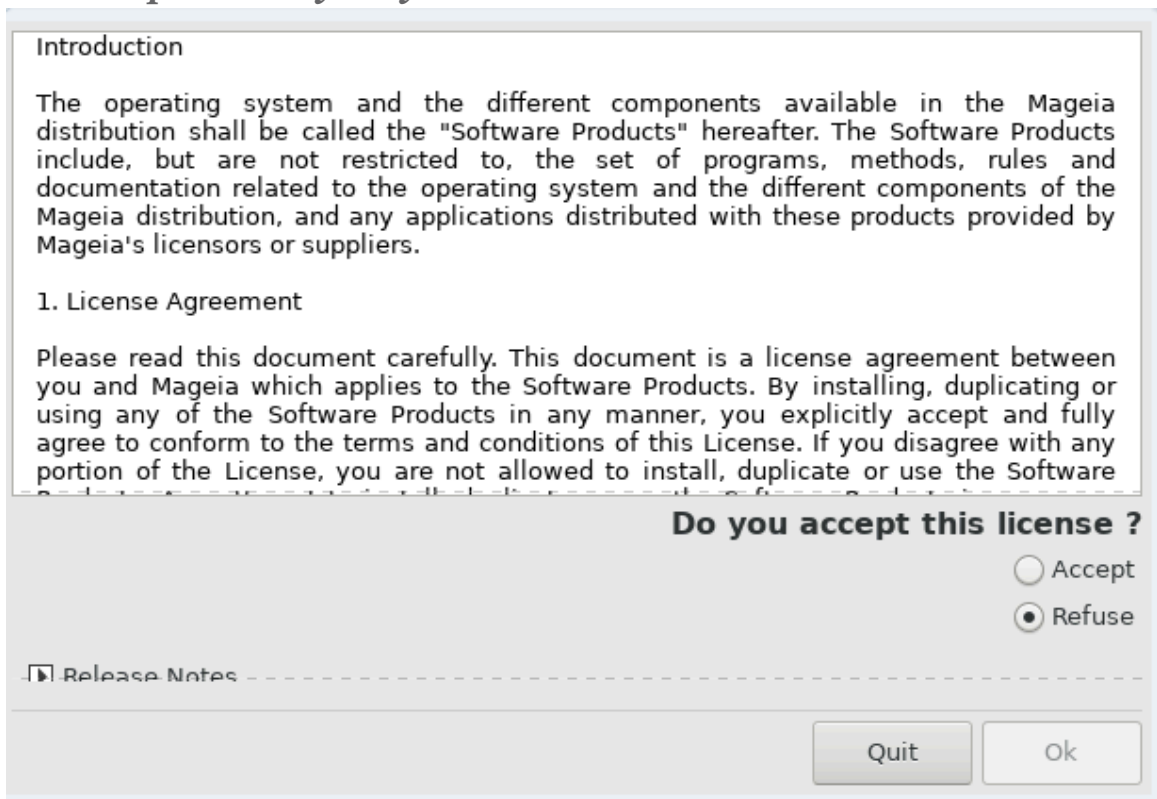 Introduction
The operating system and the different components available in the Mageia
distribution shall be called the "Software Products" hereafter. The Software Products
include, but are not restricted to, the set of programs, methods, rules and
documentation related to the operating system and the different components of the
Mageia distribution, and any applications distributed with these products provided by
Mageia's licensors or suppliers.
1. License Agreement
Please read this document carefully. This document is a license agreement between
you and Mageia which applies to the Software Products. By installing, duplicating or
using any of the Software Products in any manner, you explicitly accept and fully
agree to conform to the terms and conditions of this License. If you disagree with any
portion of the License, you are not allowed to install, duplicate or use the Software
Do you accept this license ?
Accept
Refuse
Release Notes
Quit
Ok